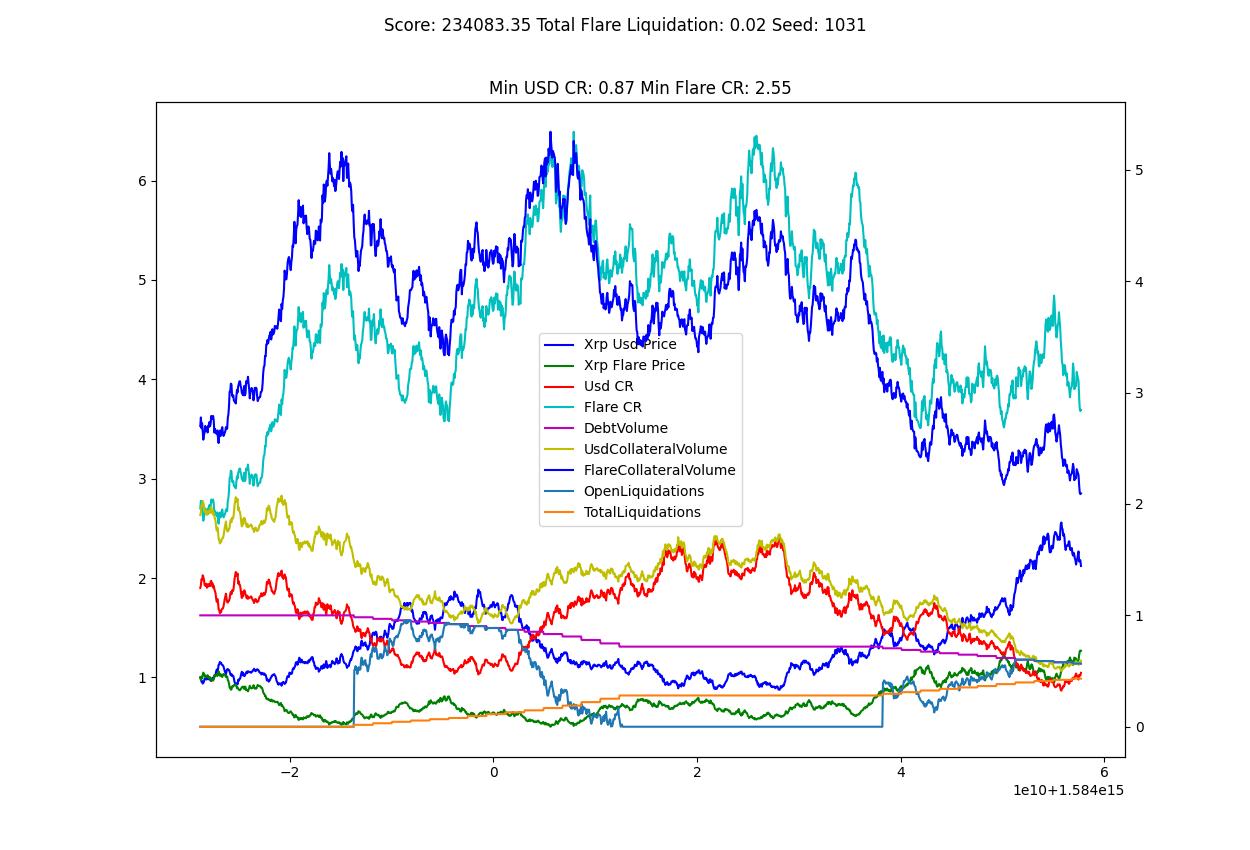 Score: 234083.35 Total Flare Liquidation: 0.02 Seed: 1031
Min USD CR: 0.87 Min Flare CR: 2.55
6
5
4
3
2
1
5
4
3
2
1
0
Xrp Usd Price
Xrp Flare Price
Usd CR
Flare CR
DebtVolume
UsdCollateralVolume
FlareCollateralVolume
OpenLiquidations
TotalLiquidations
−2 0 2 4 6
1e10+1.584e15